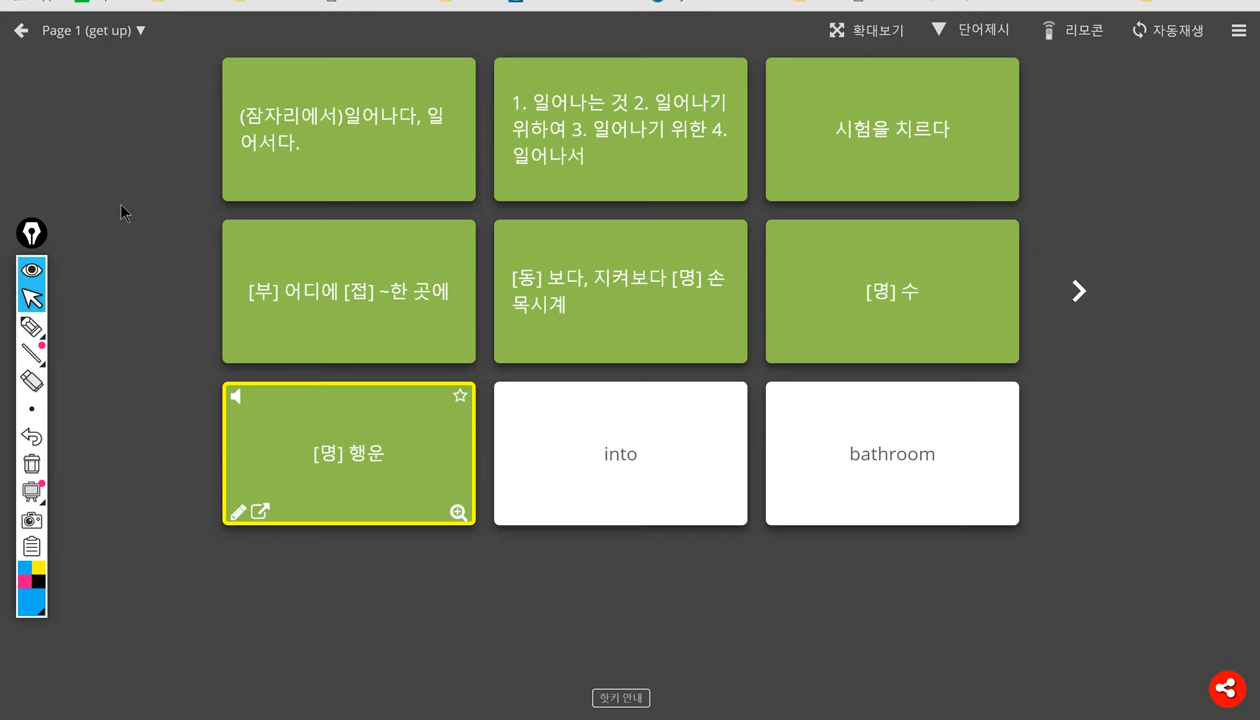 Page 1 (get up) ▼
확대보기
▼ 단어제시
리모콘
자동재생
(잠자리에서)일어나다, 일
어서다.
1. 일어나는 것 2. 일어나기
위하여 3. 일어나기 위한 4.
일어나서
시험을 치르다
[부] 어디에 [접] ~한 곳에
[동] 보다, 지켜보다 [명] 손
목시계
[명] 수
[명] 행운
into
bathroom
핫키 안내